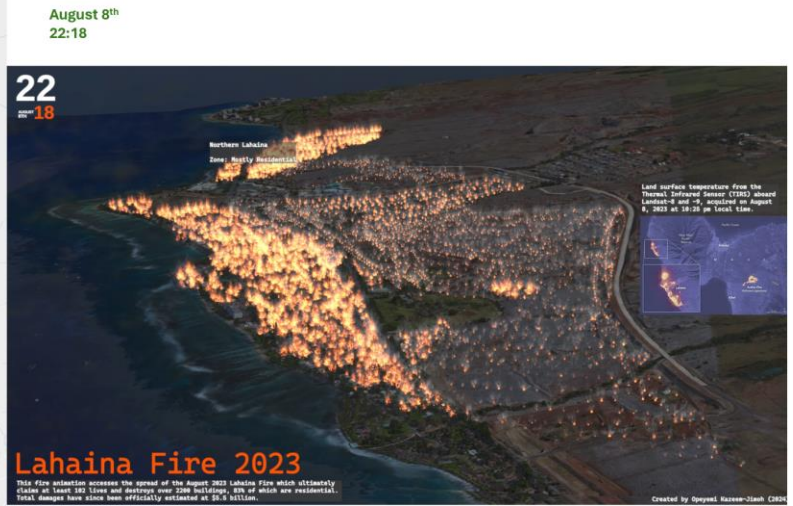 August 8th
22:18
22
AUGUST
8TH
18
Northern Lahaina
Zone: Mostly Residential
Land surface temperature from the
Thermal Infrared Sensor (TIRS) aboard
Landsat-8 and -9, acquired on August
8, 2023 at 10:25 pm local time.
Lahaina Fire 2023
This fire animation accesses the spread of the August 2023 Lahaina Fire which ultimately
claims at least 102 lives and destroys over 2200 buildings, 83% of which are residential.
Total damages have since been officially estimated at $5.5 billion.
Created by Opeyemi Kazeem-Jimoh (2024)